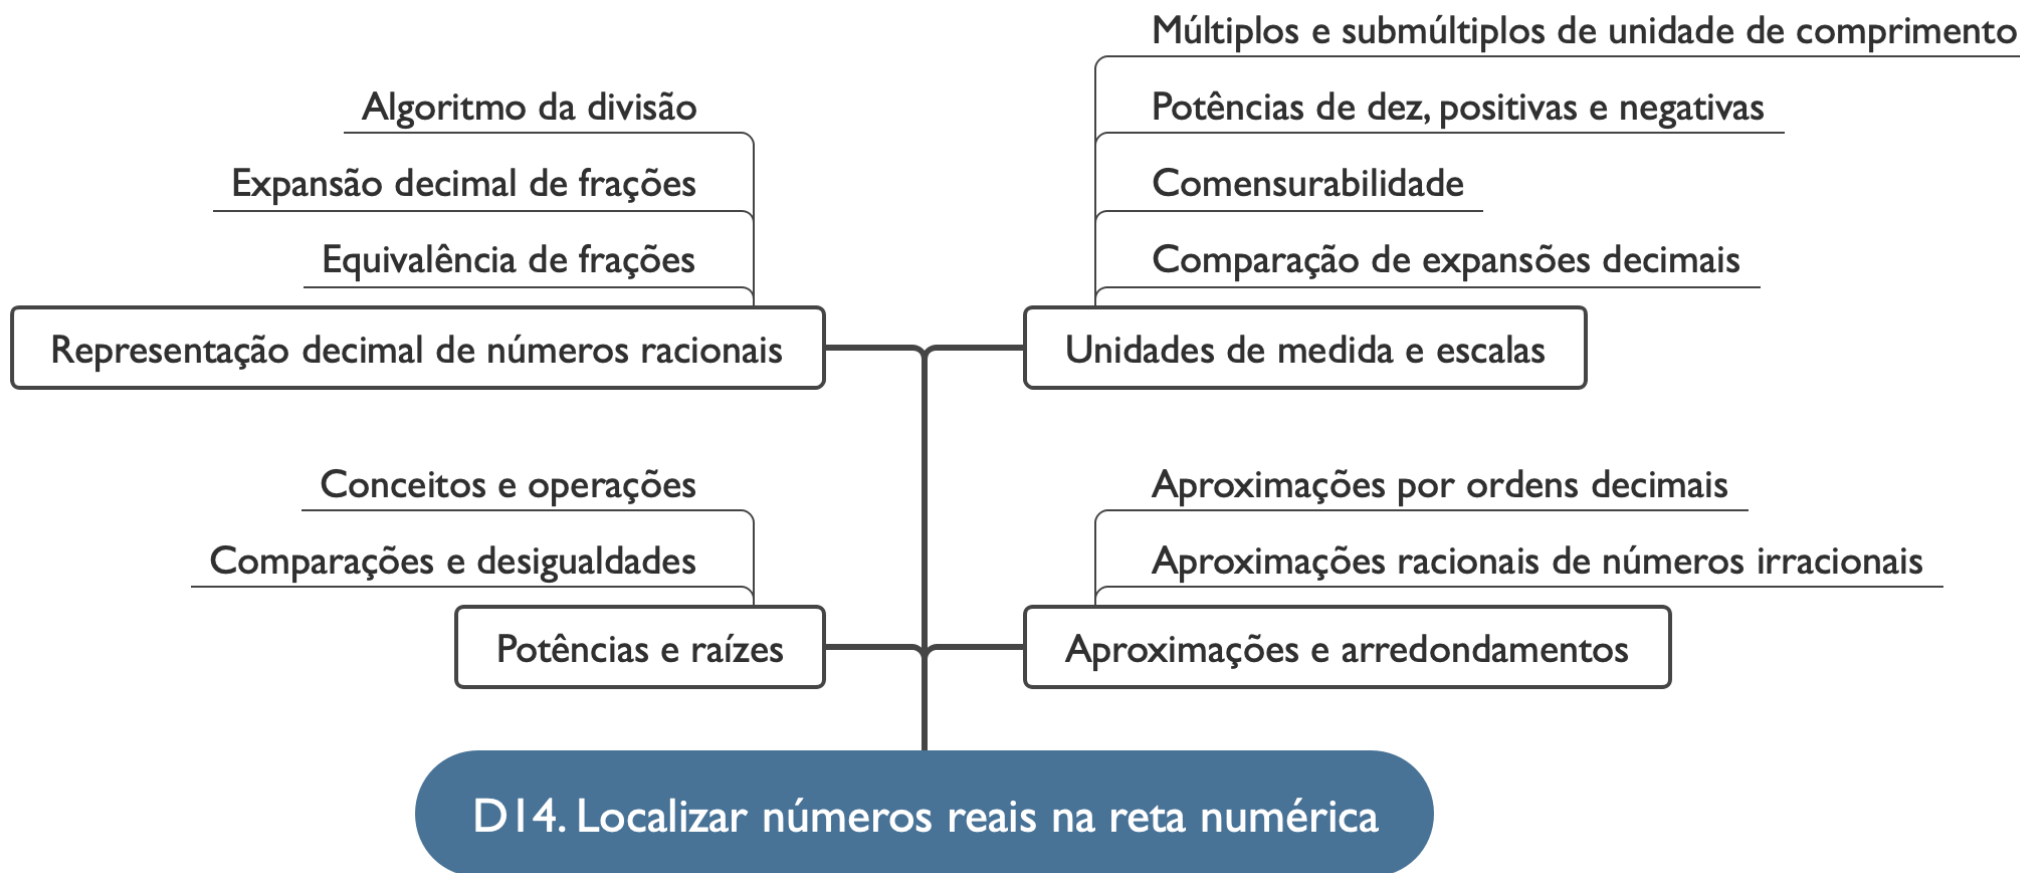 Algoritmo da divisão
Expansão decimal de frações
Equivalência de frações
Representação decimal de números racionais
Múltiplos e submúltiplos de unidade de comprimento
Potências de dez, positivas e negativas
Comensurabilidade
Comparação de expansões decimais
Unidades de medida e escalas
Conceitos e operações
Comparações e desigualdades
Potências e raízes
Aproximações por ordens decimais
Aproximações racionais de números irracionais
Aproximações e arredondamentos
D14. Localizar números reais na reta numérica